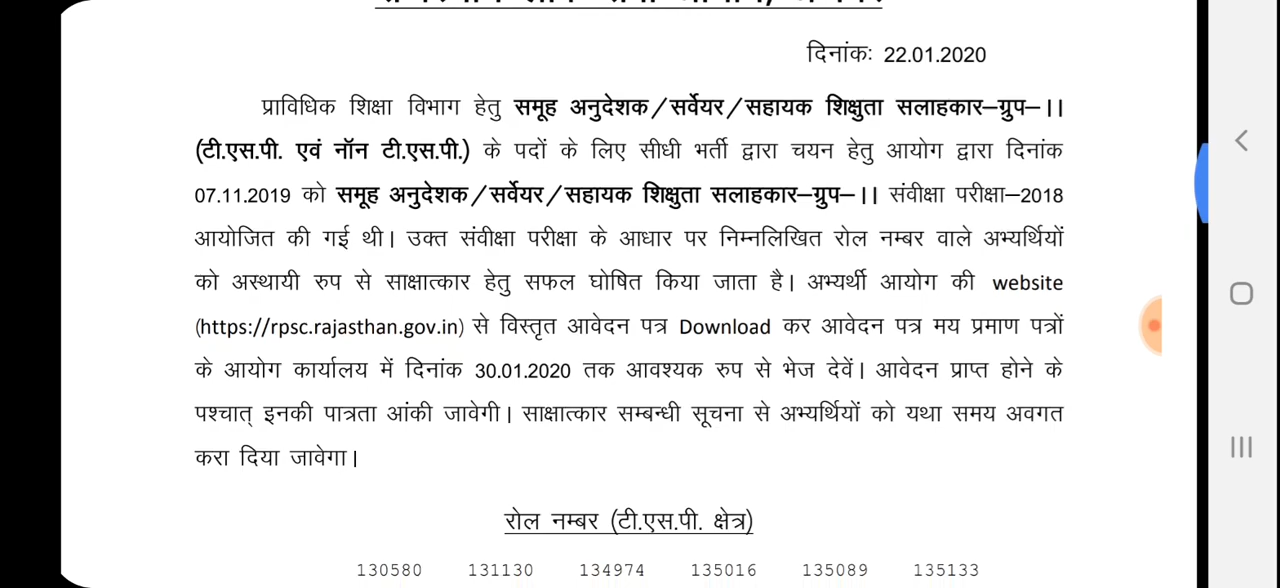 दिनांकः 22.01.2020
प्राविधिक शिक्षा विभाग हेतु समूह अनुदेशक/सर्वेयर/सहायक शिक्षुता सलाहकार–ग्रुप–।।
(टी.एस.पी. एवं नॉन टी.एस.पी.) के पदों के लिए सीधी भर्ती द्वारा चयन हेतु आयोग द्वारा दिनांक
07.11.2019 को समूह अनुदेशक/सर्वेयर/सहायक शिक्षुता सलाहकार–ग्रुप–।। संवीक्षा परीक्षा–2018
आयोजित की गई थी। उक्त संवीक्षा परीक्षा के आधार पर निम्नलिखित रोल नम्बर वाले अभ्यर्थियों
को अस्थायी रुप से साक्षात्कार हेतु सफल घोषित किया जाता है। अभ्यर्थी आयोग की website
(https://rpsc.rajasthan.gov.in) से विस्तृत आवेदन पत्र Download कर आवेदन पत्र मय प्रमाण पत्रों
के आयोग कार्यालय में दिनांक 30.01.2020 तक आवश्यक रुप से भेज देवें। आवेदन प्राप्त होने के
पश्चात् इनकी पात्रता आंकी जावेगी। साक्षात्कार सम्बन्धी सूचना से अभ्यर्थियों को यथा समय अवगत
करा दिया जावेगा।
रोल नम्बर (टी.एस.पी. क्षेत्र)
130580 131130 134974 135016 135089 135133